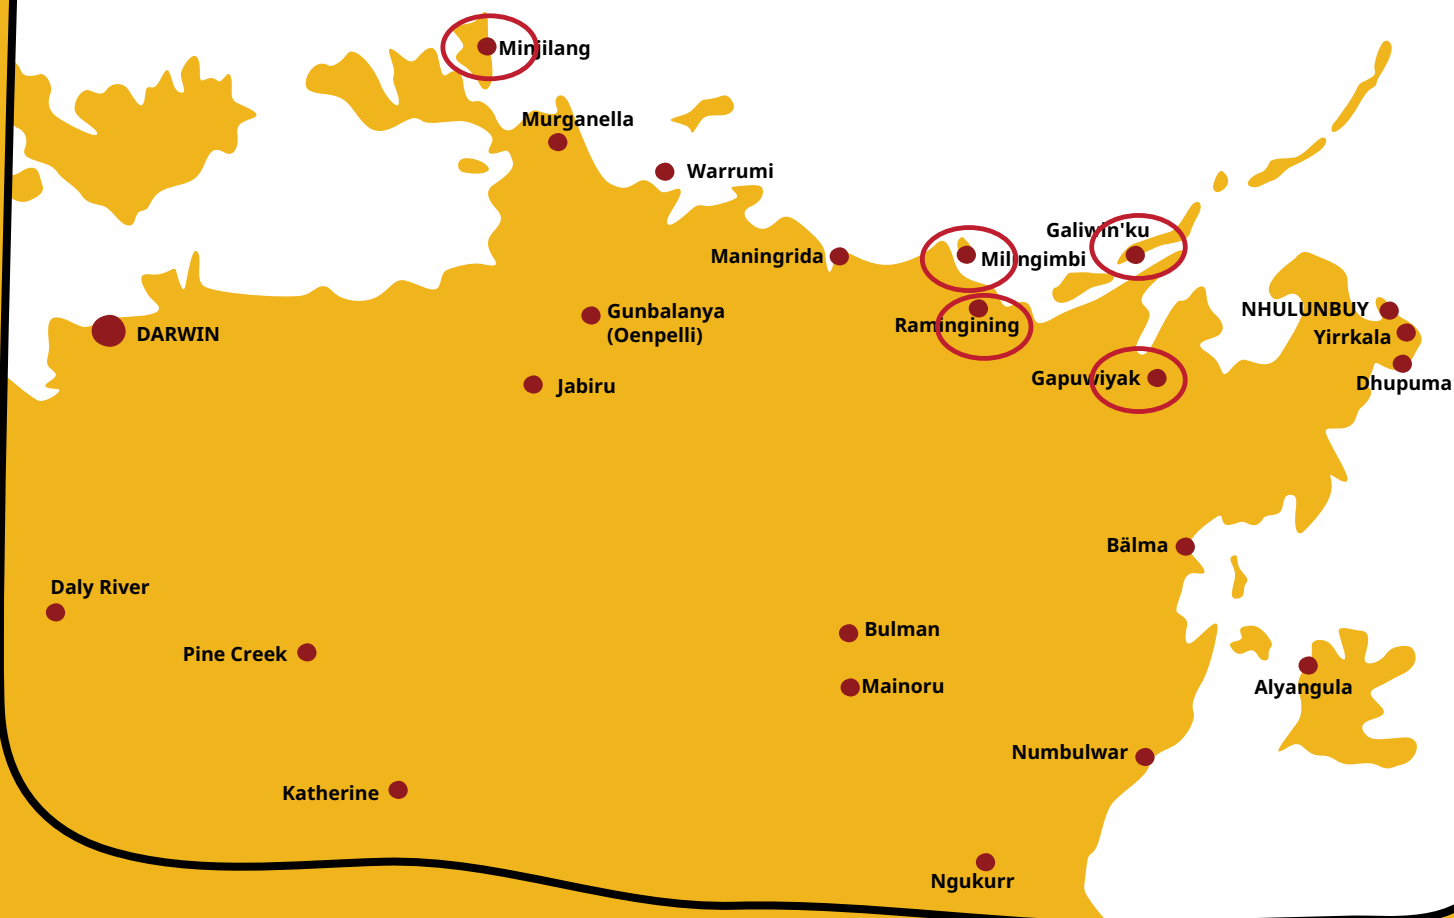 Minjilang
Murganella
Warrumi
Galiwin'ku
Maningrida
Milingimbi
Gunbalanya
(Oenpelli)
NHULUNBUY
Ramingining
DARWIN
Yirrkala
Gapuwiyak
Jabiru
Dhupuma
Bälma
Daly River
Bulman
Pine Creek
Mainoru
Alyangula
Numbulwar
Katherine
Ngukurr